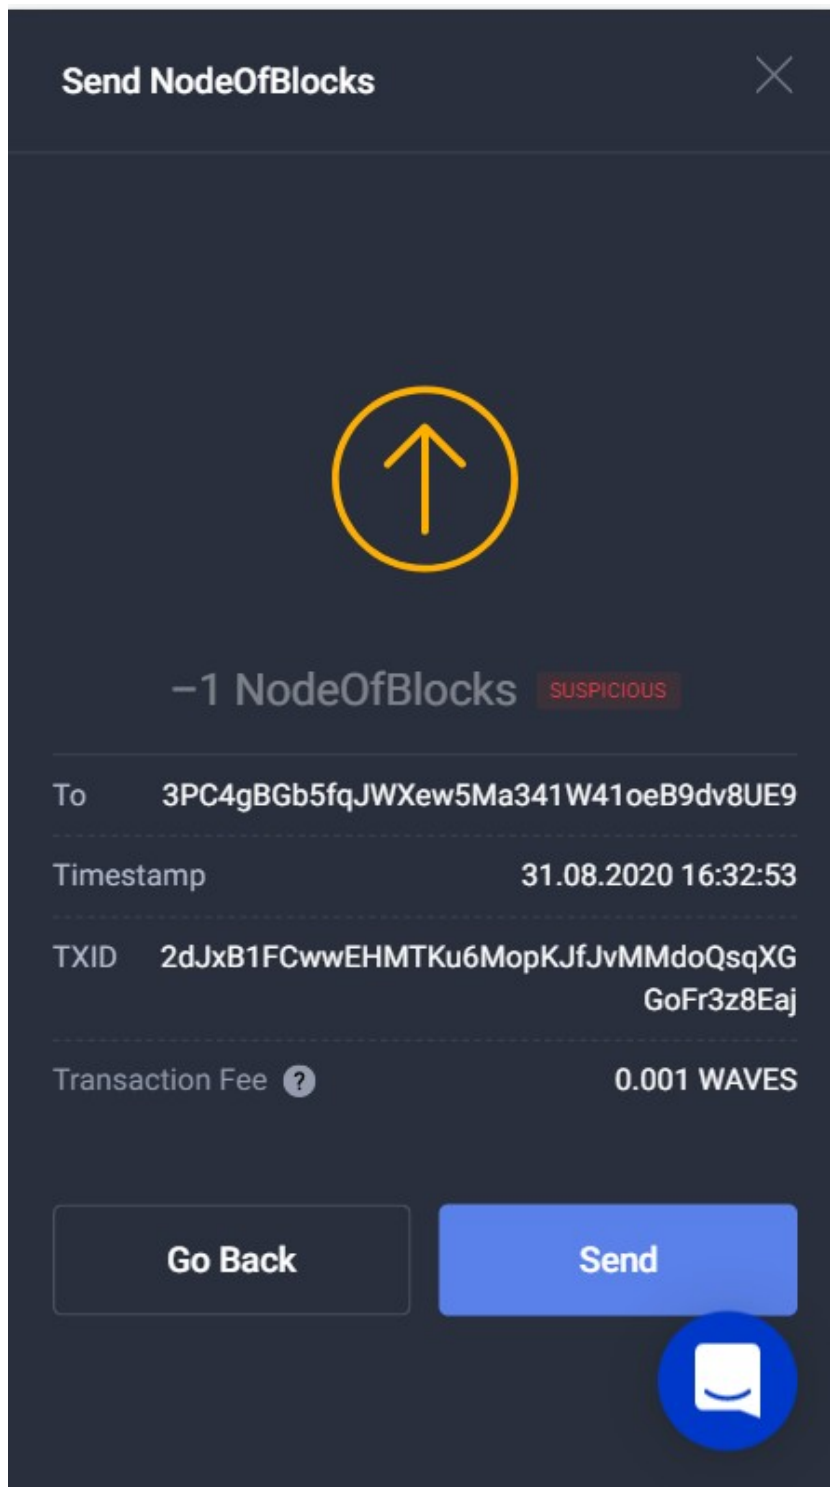 Send NodeOfBlocks
–1 NodeOfBlocks SUSPICIOUS
To 3PC4gBGb5fqJWXew5Ma341W41oeB9dv8UE9
Timestamp 31.08.2020 16:32:53
TXID 2dJxB1FCwwEHMTKu6MopKJfJvMMdoQsqXG
GoFr3z8Eaj
Transaction Fee ? 0.001 WAVES
Go Back Send